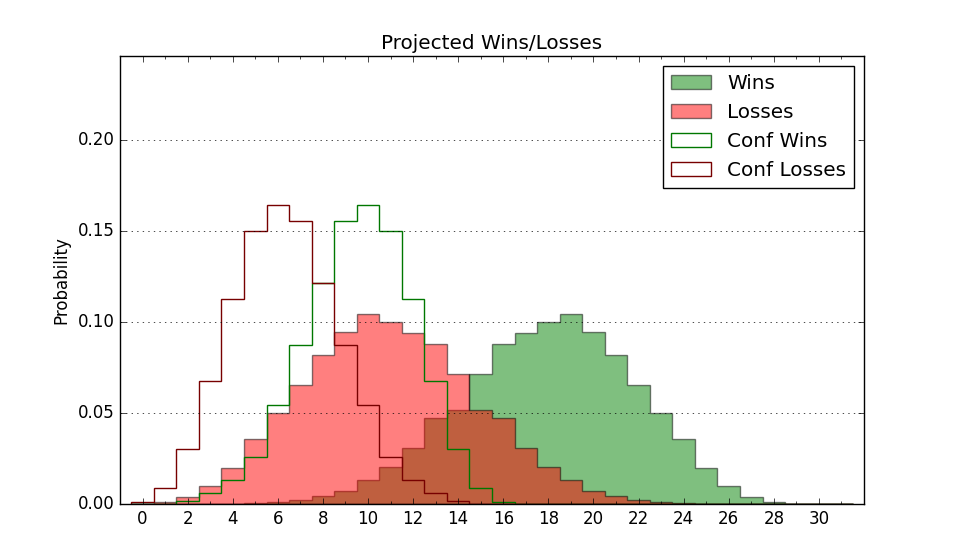 Projected Wins/Losses
Wins
Losses
Conf Wins
Conf Losses
Probability
0.20
0.15
0.10
0.05
0.00
0 2 4 6 8 10 12 14 16 18 20 22 24 26 28 30